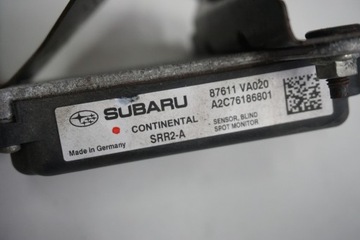 SUBARU
87611 VA020
A2C76186801
CONTINENTAL
SRR2-A
SENSOR, BLIND
SPOT MONITOR
Made in Germany